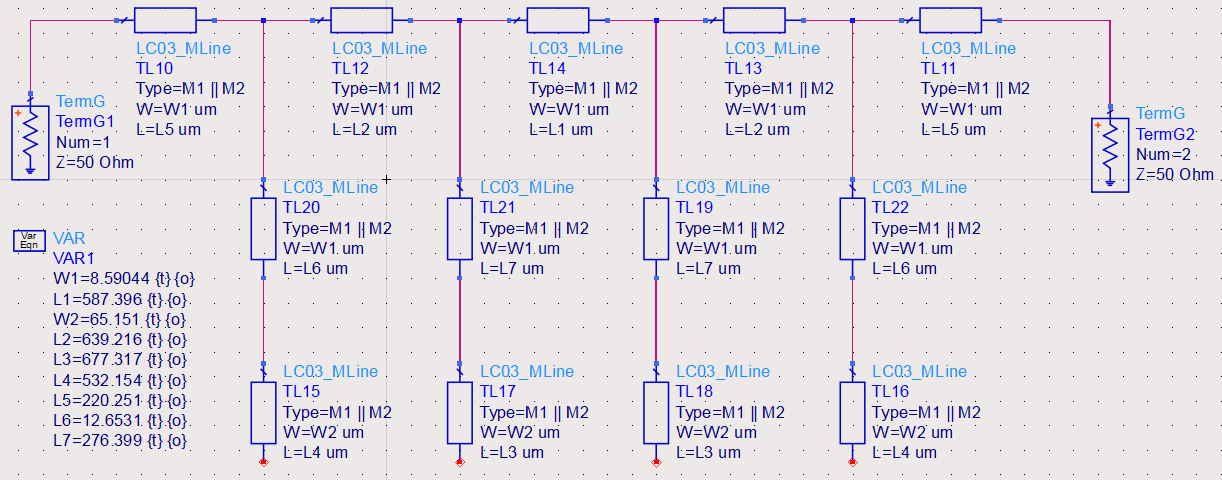 LC03_MLine
TL10
Type=M1 || M2
W=W1 um
L=L5 um
LC03_MLine
TL12
Type=M1 || M2
W=W1 um
L=L2 um
LC03_MLine
TL14
Type=M1 || M2
W=W1 um
L=L1 um
LC03_MLine
TL13
Type=M1 || M2
W=W1 um
L=L2 um
LC03_MLine
TL11
Type=M1 || M2
W=W1 um
L=L5 um
TermG
TermG1
Num=1
Z=50 Ohm
TermG
TermG2
Num=2
Z=50 Ohm
LC03_MLine
TL20
Type=M1 || M2
W=W1 um
L=L6 um
LC03_MLine
TL21
Type=M1 || M2
W=W1 um
L=L7 um
LC03_MLine
TL19
Type=M1 || M2
W=W1 um
L=L7 um
LC03_MLine
TL22
Type=M1 || M2
W=W1 um
L=L6 um
Var
Eqn
VAR
VAR1
W1=8.59044 {t} {o}
L1=587.396 {t} {o}
W2=65.151 {t} {o}
L2=639.216 {t} {o}
L3=677.317 {t} {o}
L4=532.154 {t} {o}
L5=220.251 {t} {o}
L6=12.6531 {t} {o}
L7=276.399 {t} {o}
LC03_MLine
TL15
Type=M1 || M2
W=W2 um
L=L4 um
LC03_MLine
TL17
Type=M1 || M2
W=W2 um
L=L3 um
LC03_MLine
TL18
Type=M1 || M2
W=W2 um
L=L3 um
LC03_MLine
TL16
Type=M1 || M2
W=W2 um
L=L4 um